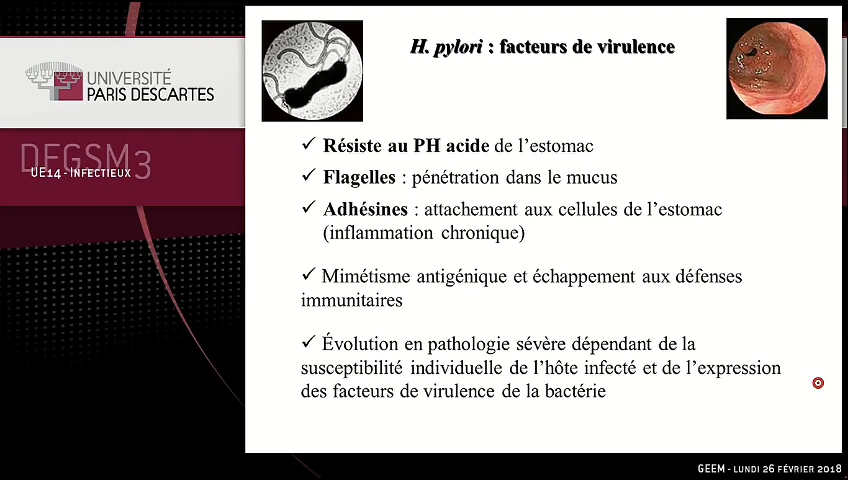 UNIVERSITÉ
PARIS DESCARTES
DFGSM3
UE14 - INFECTIEUX
H. pylori : facteurs de virulence
✓ Résiste au PH acide de l'estomac
✓ Flagelles : pénétration dans le mucus
✓ Adhésines : attachement aux cellules de l'estomac
(inflammation chronique)
✓ Mimétisme antigénique et échappement aux défenses
immunitaires
✓ Évolution en pathologie sévère dépendant de la
susceptibilité individuelle de l'hôte infecté et de l'expression
des facteurs de virulence de la bactérie
GEEM - LUNDI 26 FÉVRIER 2018